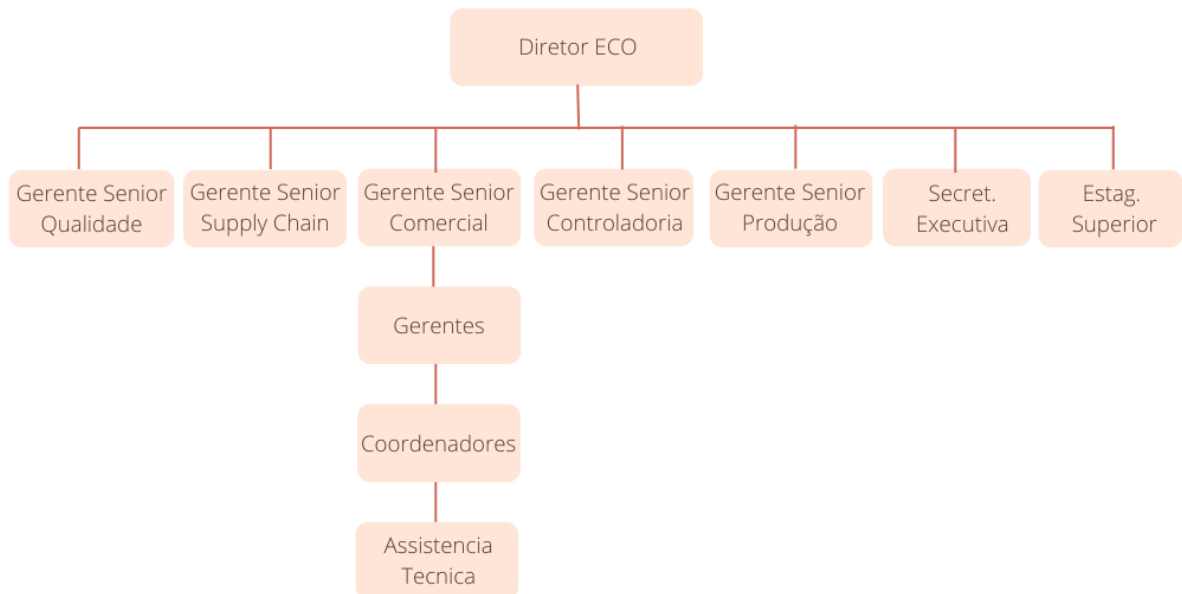 Diretor ECO
Gerente Senior
Qualidade
Gerente Senior
Supply Chain
Gerente Senior
Comercial
Gerente Senior
Controladoria
Gerente Senior
Produção
Secret.
Executiva
Estag.
Superior
Gerentes
Coordenadores
Assistencia
Tecnica